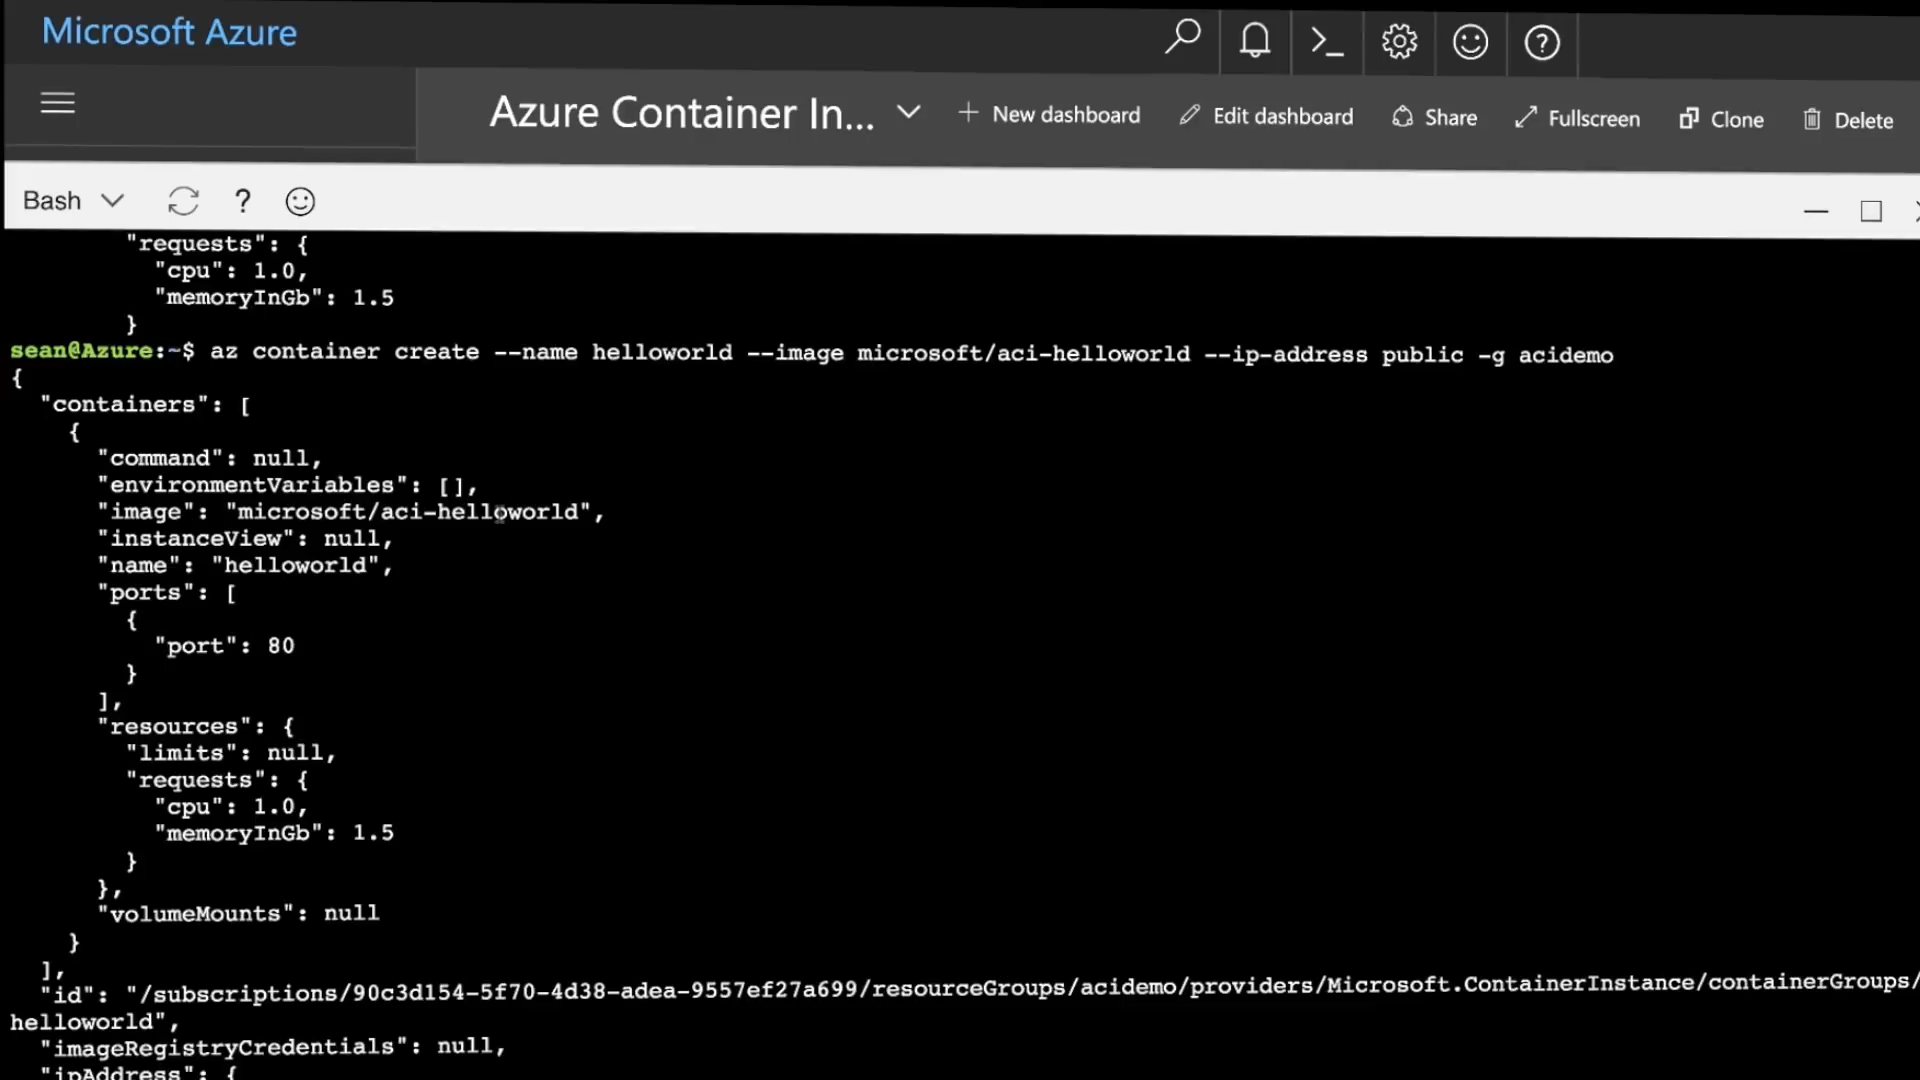 Microsoft Azure
Azure Container In...
New dashboard
Edit dashboard
Share
Fullscreen
Clone
Delete
Bash
?
"requests": {
"cpu": 1.0,
"memoryInGb": 1.5
}
sean@Azure:~$ az container create --name helloworld --image microsoft/aci-helloworld --ip-address public -g acidemo
{
"containers": [
{
"command": null,
"environmentVariables": [],
"image": "microsoft/aci-helloworld",
"instanceView": null,
"name": "helloworld",
"ports": [
{
"port": 80
}
],
"resources": {
"limits": null,
"requests": {
"cpu": 1.0,
"memoryInGb": 1.5
}
},
"volumeMounts": null
}
],
"id": "/subscriptions/90c3d154-5f70-4d38-adea-9557ef27a699/resourceGroups/acidemo/providers/Microsoft.ContainerInstance/containerGroups/
helloworld",
"imageRegistryCredentials": null,
"ipAddress": {